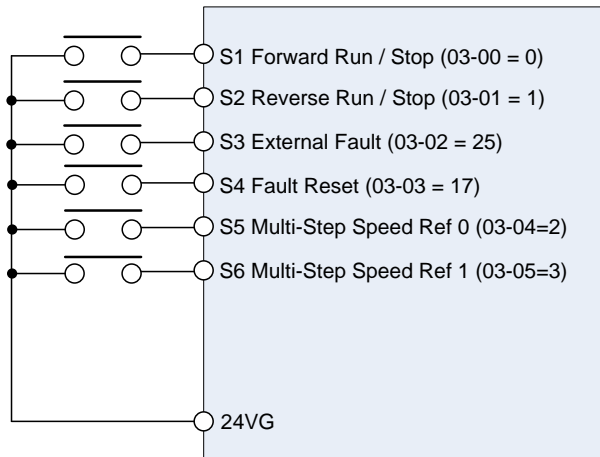 S1 Forward Run / Stop (03-00 = 0)
S2 Reverse Run / Stop (03-01 = 1)
S3 External Fault (03-02 = 25)
S4 Fault Reset (03-03 = 17)
S5 Multi-Step Speed Ref 0 (03-04=2)
S6 Multi-Step Speed Ref 1 (03-05=3)
24VG